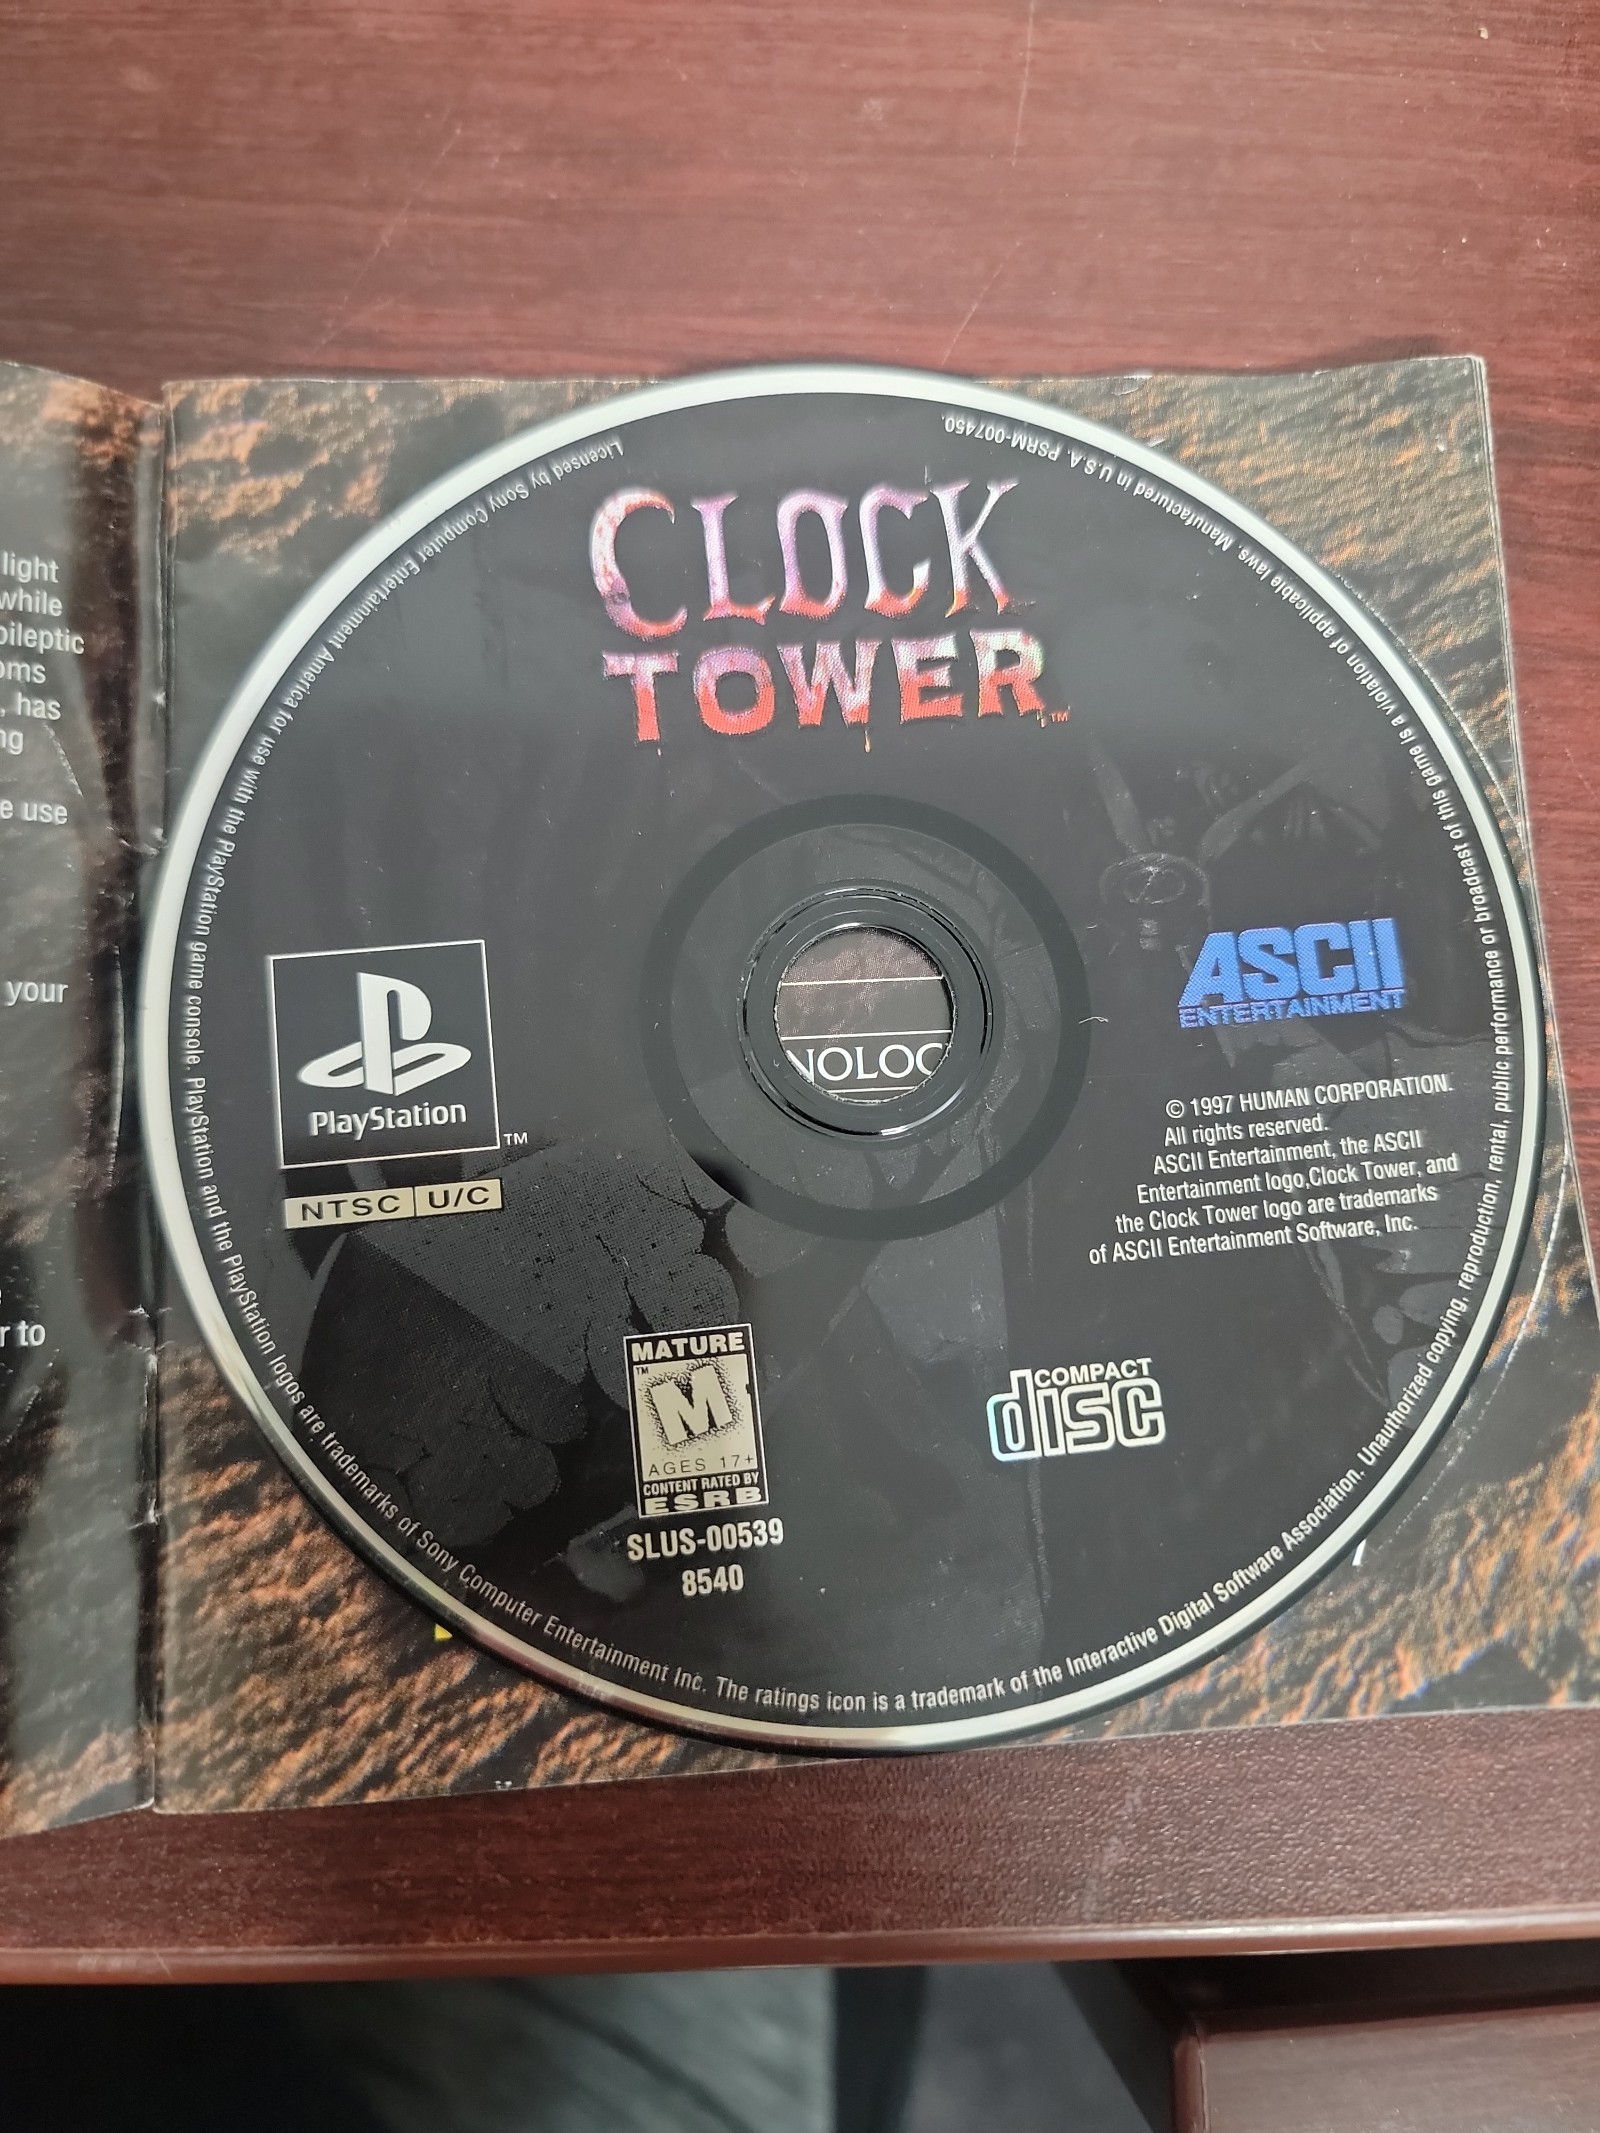 light
while
pileptic
oms
, has
ng
e use
your
r to
CLOCK
TOWER™
PlayStation
™
NTSC U/C
NOLOC
ASCII
ENTERTAINMENT
© 1997 HUMAN CORPORATION.
All rights reserved.
ASCII Entertainment, the ASCII
Entertainment logo,Clock Tower, and
the Clock Tower logo are trademarks
of ASCII Entertainment Software, Inc.
MATURE
™
M
AGES 17+
CONTENT RATED BY
ESRB
SLUS-00539
8540
COMPACT
disc
Licensed by Sony Computer Entertainment America for use with the PlayStation game console. PlayStation and the PlayStation logos are trademarks of Sony Computer Entertainment Inc. The ratings icon is a trademark of the Interactive Digital Software Association. Unauthorized copying, reproduction, rental, public performance or broadcast of this game is a violation of applicable laws. Manufactured in U.S.A. PSRM-007450.